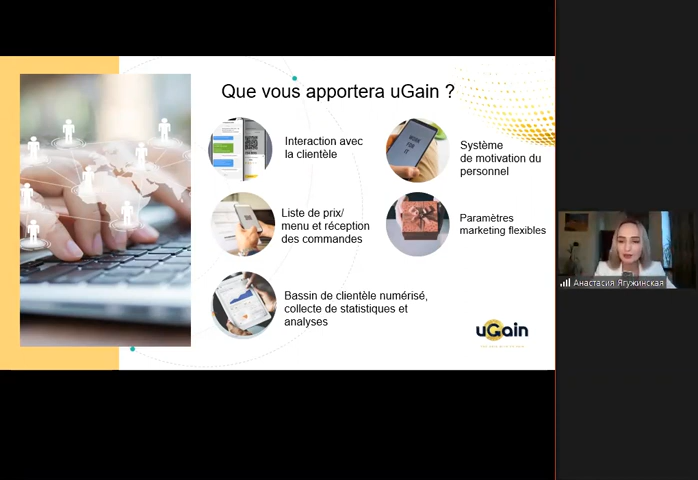 Que vous apportera uGain ?
Interaction avec
la clientèle
Système
de motivation du
personnel
Liste de prix/
menu et réception
des commandes
Paramètres
marketing flexibles
Bassin de clientèle numérisé,
collecte de statistiques et
analyses
uGain
Анастасия Ягужинская